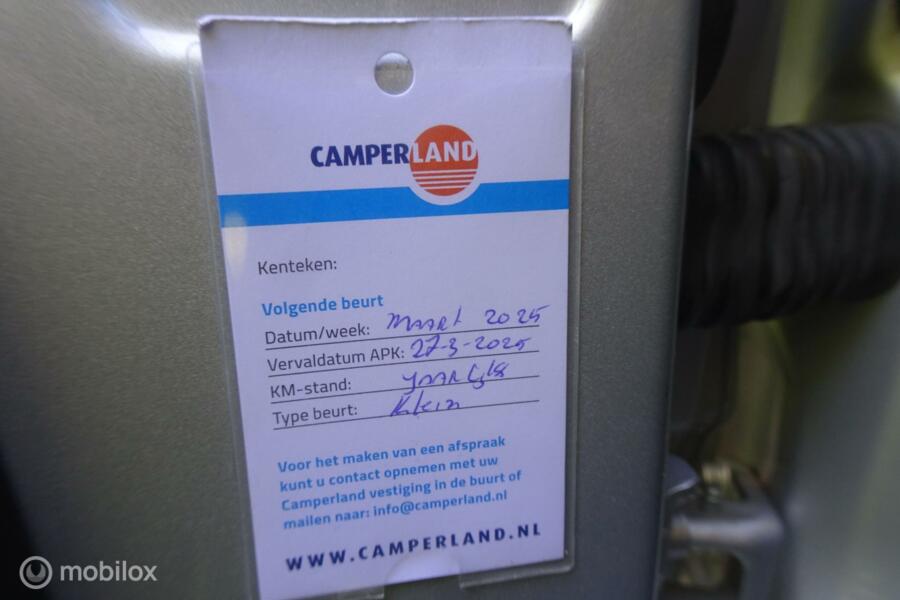 CAMPERLAND
Kenteken:
Volgende beurt
Datum/week: MAART 2025
Vervaldatum APK: 27-3-2025
KM-stand: JAARLIJKS
Type beurt: Klein
Voor het maken van een afspraak
kunt u contact opnemen met uw
Camperland vestiging in de buurt of
mailen naar: info@camperland.nl
WWW.CAMPERLAND.NL
mobilox